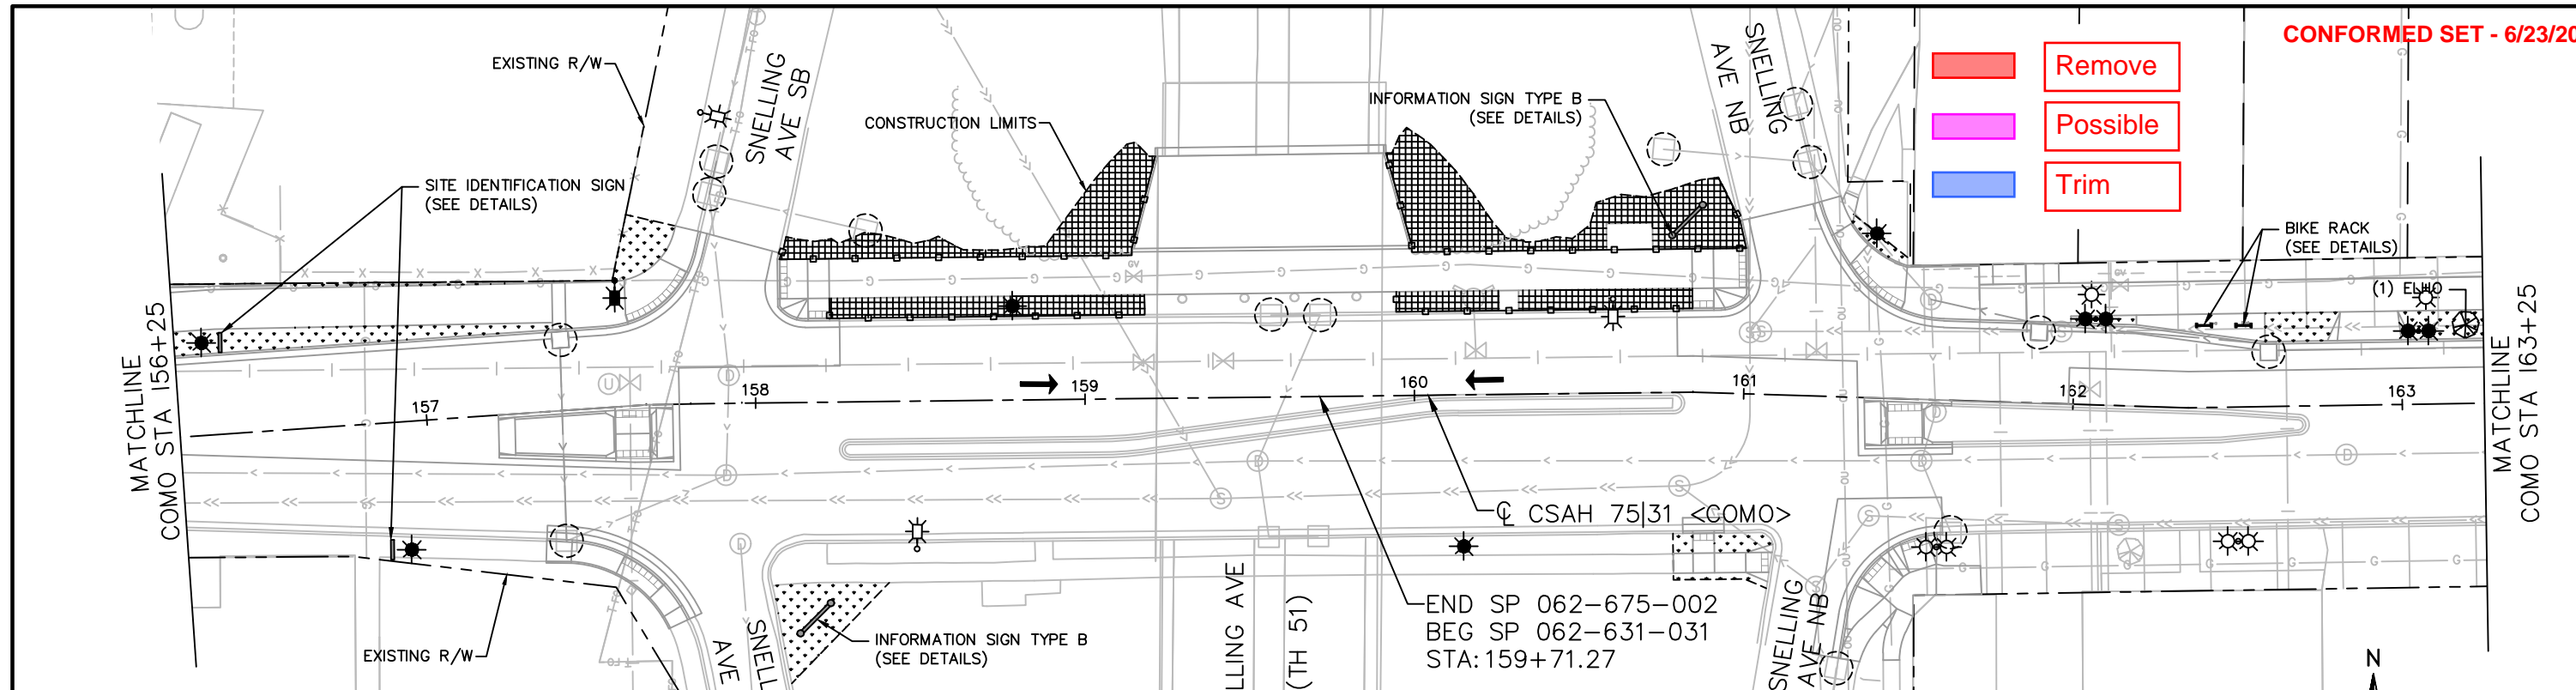 CONFORMED SET - 6/23/20
Remove
Possible
Trim
EXISTING R/W
SNELLING
AVE SB
CONSTRUCTION LIMITS
INFORMATION SIGN TYPE B
(SEE DETAILS)
SNELLING
AVE NB
SITE IDENTIFICATION SIGN
(SEE DETAILS)
BIKE RACK
(SEE DETAILS)
(1) ELWO
MATCHLINE
COMO STA 156+25
157
158
159
160
161
162
163
MATCHLINE
COMO STA 163+25
℄ CSAH 75|31 <COMO>
END SP 062-675-002
BEG SP 062-631-031
STA:159+71.27
EXISTING R/W
AVE
SNELL
INFORMATION SIGN TYPE B
(SEE DETAILS)
LLING AVE
(TH 51)
SNELLING
AVE NB
N